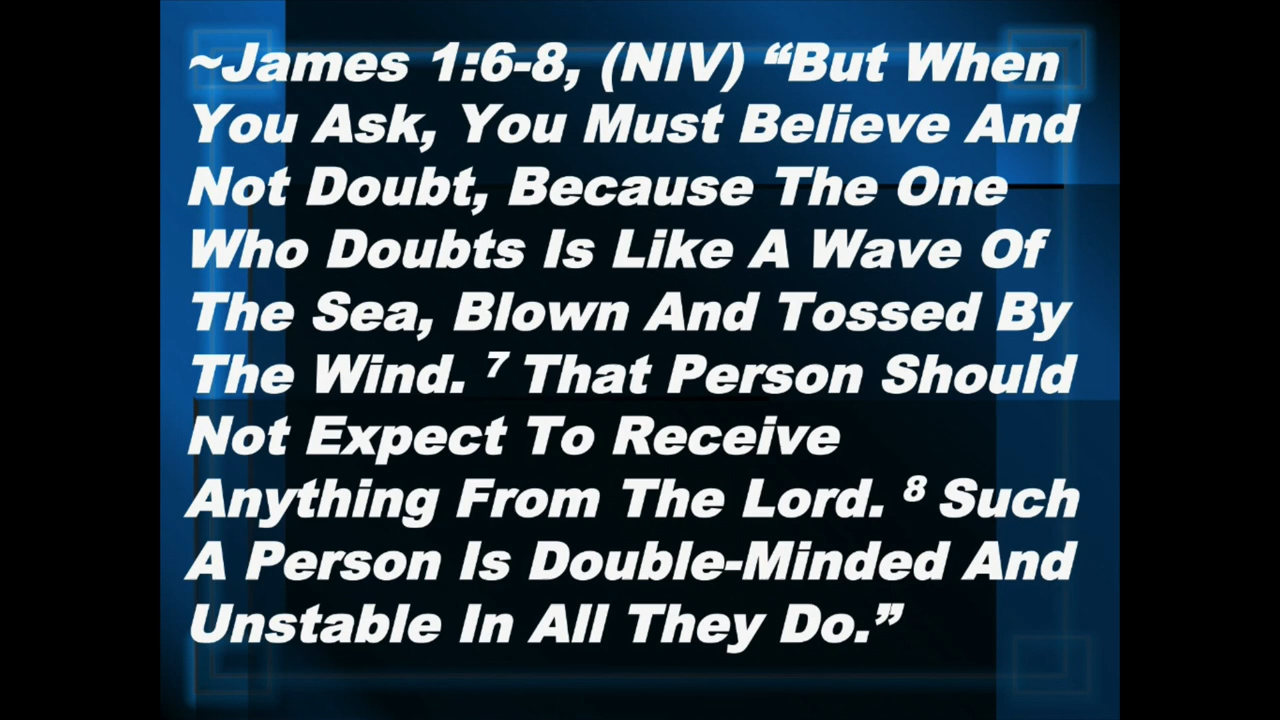 ~James 1:6-8, (NIV) “But When
You Ask, You Must Believe And
Not Doubt, Because The One
Who Doubts Is Like A Wave Of
The Sea, Blown And Tossed By
The Wind. ⁷ That Person Should
Not Expect To Receive
Anything From The Lord. ⁸ Such
A Person Is Double-Minded And
Unstable In All They Do.”